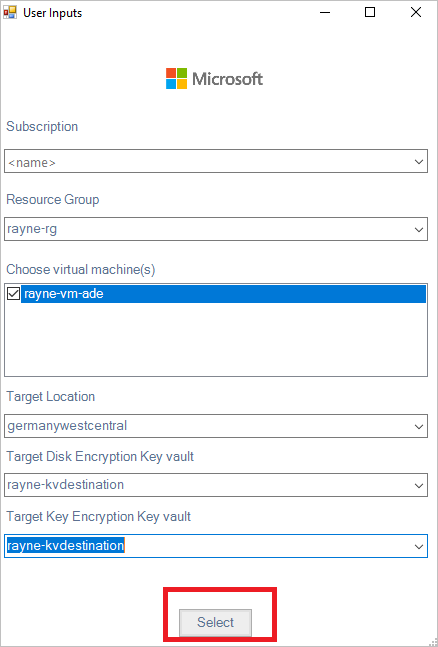 User Inputs
Microsoft
Subscription
<name>
Resource Group
rayne-rg
Choose virtual machine(s)
rayne-vm-ade
Target Location
germanywestcentral
Target Disk Encryption Key vault
rayne-kvdestination
Target Key Encryption Key vault
rayne-kvdestination
Select